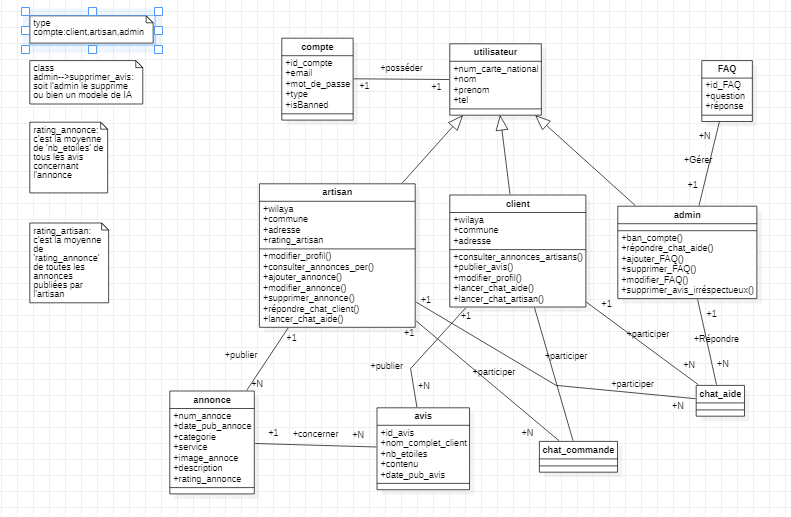 type
compte:client,artisan,admin
class
admin-->supprimer_avis:
soit l'admin le supprime
ou bien un modele de IA
rating_annonce:
c'est la moyenne
de 'nb_etoiles' de
tous les avis
concernant
l'annonce
rating_artisan:
c'est la moyenne
de
'rating_annonce'
de toutes les
annonces
publiées par
l'artisan
compte
+id_compte
+email
+mot_de_passe
+type
+isBanned
+posséder
+1
+1
utilisateur
+num_carte_national
+nom
+prenom
+tel
FAQ
+id_FAQ
+question
+réponse
+N
+Gérer
+1
artisan
+wilaya
+commune
+adresse
+rating_artisan
+modifier_profil()
+consulter_annonces_per()
+ajouter_annonce()
+modifier_annonce()
+supprimer_annonce()
+répondre_chat_client()
+lancer_chat_aide()
client
+wilaya
+commune
+adresse
+consulter_annonces_artisans()
+publier_avis()
+modifier_profil()
+lancer_chat_aide()
+lancer_chat_artisan()
admin
+ban_compte()
+répondre_chat_aide()
+ajouter_FAQ()
+supprimer_FAQ()
+modifier_FAQ()
+supprimer_avis_irréspectueux()
+1
+1
+1
+1
+1
+1
+publier
+N
+publier
+N
+participer
+N
+participer
+participer
+N
+participer
+N
+Répondre
+N
annonce
+num_annoce
+date_pub_annoce
+categorie
+service
+image_annoce
+description
+rating_annonce
+1
+concerner
+N
avis
+id_avis
+nom_complet_client
+nb_etoiles
+contenu
+date_pub_avis
chat_commande
chat_aide